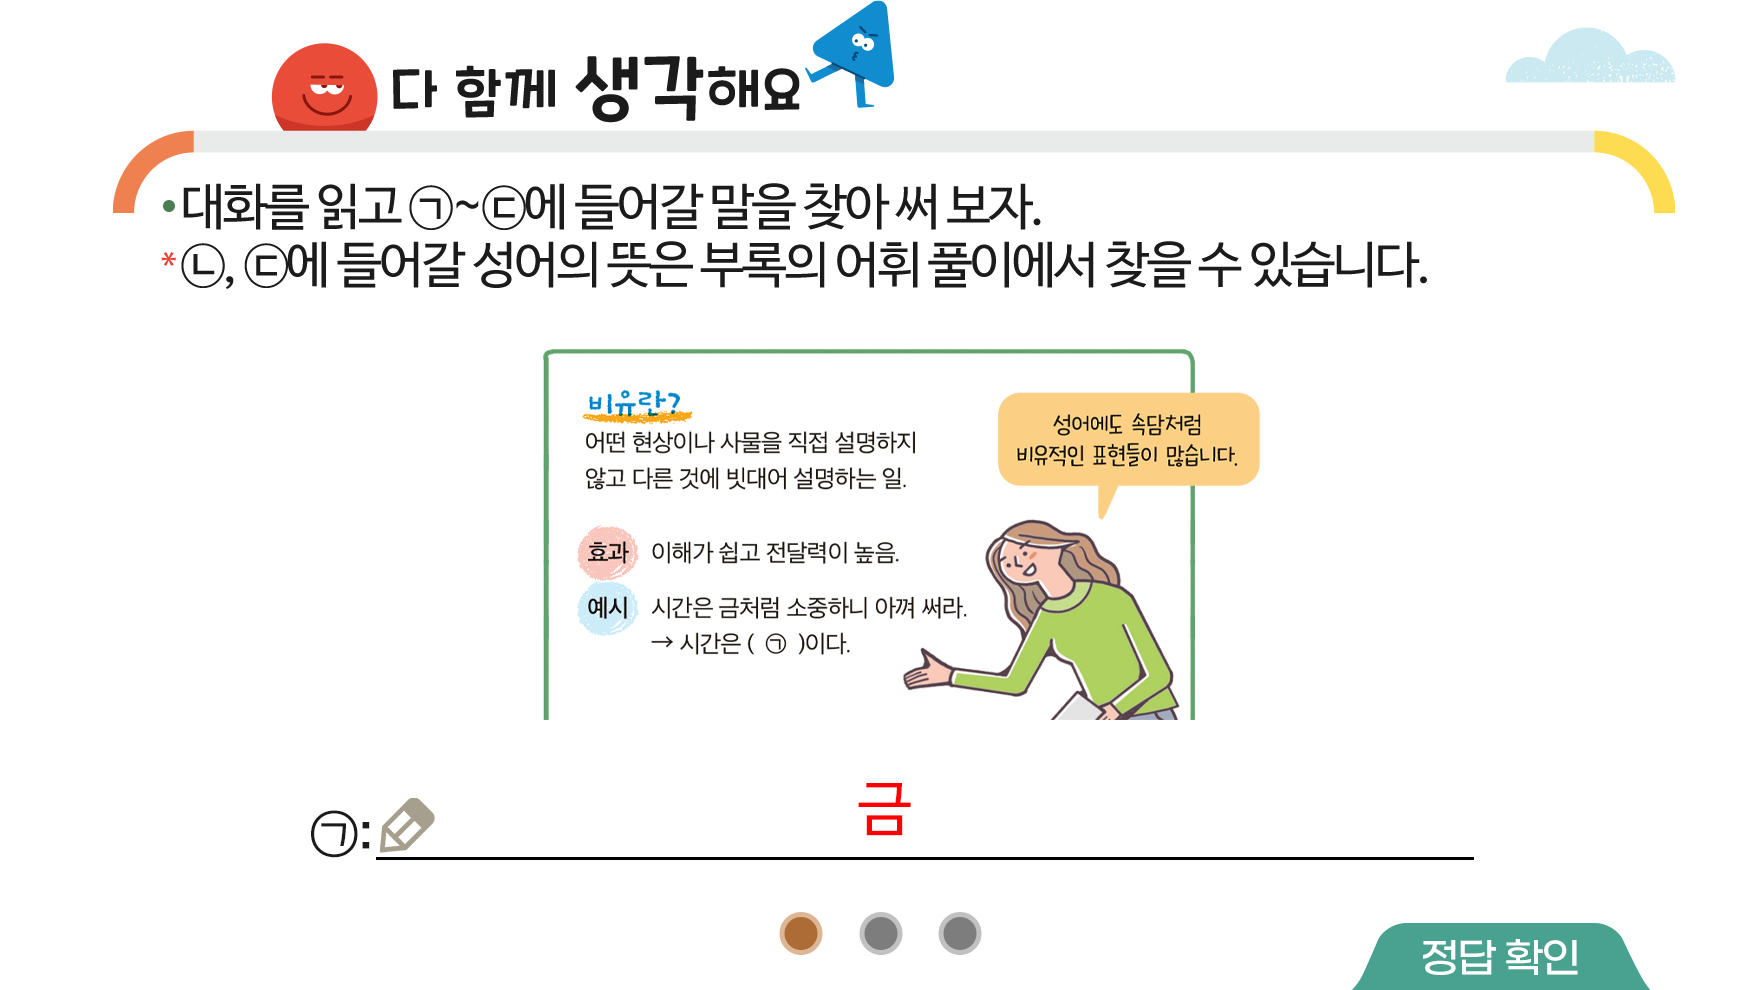 다 함께 생각해요
•대화를 읽고 ㉠~㉢에 들어갈 말을 찾아 써 보자.
*㉡, ㉢에 들어갈 성어의 뜻은 부록의 어휘 풀이에서 찾을 수 있습니다.
비유란?
어떤 현상이나 사물을 직접 설명하지
않고 다른 것에 빗대어 설명하는 일.
성어에도 속담처럼
비유적인 표현들이 많습니다.
효과 이해가 쉽고 전달력이 높음.
예시 시간은 금처럼 소중하니 아껴 써라.
→ 시간은 ( ㉠ )이다.
㉠: 금
정답 확인